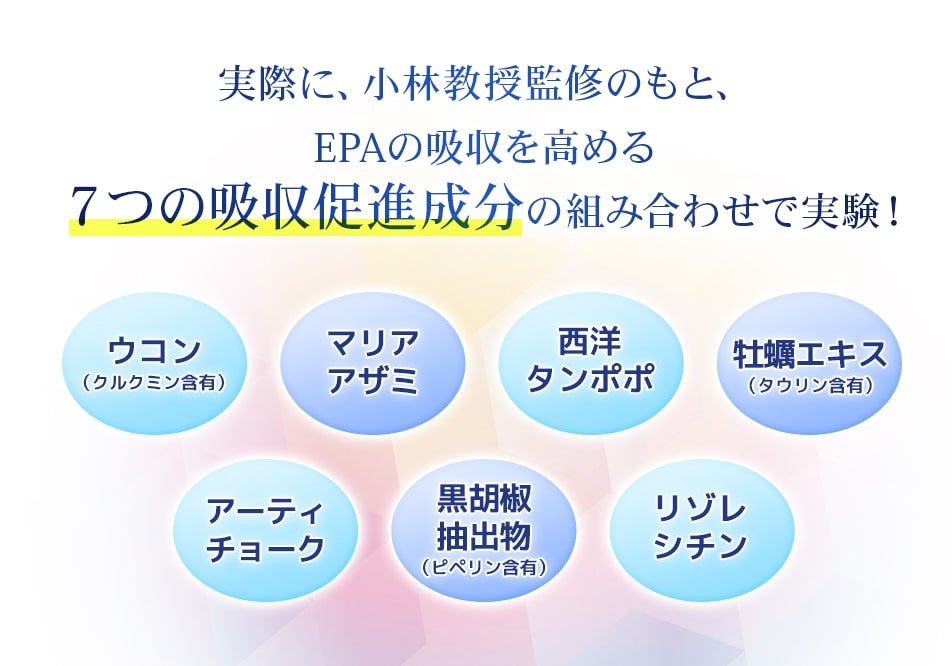 実際に、小林教授監修のもと、
EPAの吸収を高める
7つの吸収促進成分の組み合わせで実験！
ウコン
（クルクミン含有）
マリア
アザミ
西洋
タンポポ
牡蠣エキス
（タウリン含有）
アーティ
チョーク
黒胡椒
抽出物
（ピペリン含有）
リゾレ
シチン